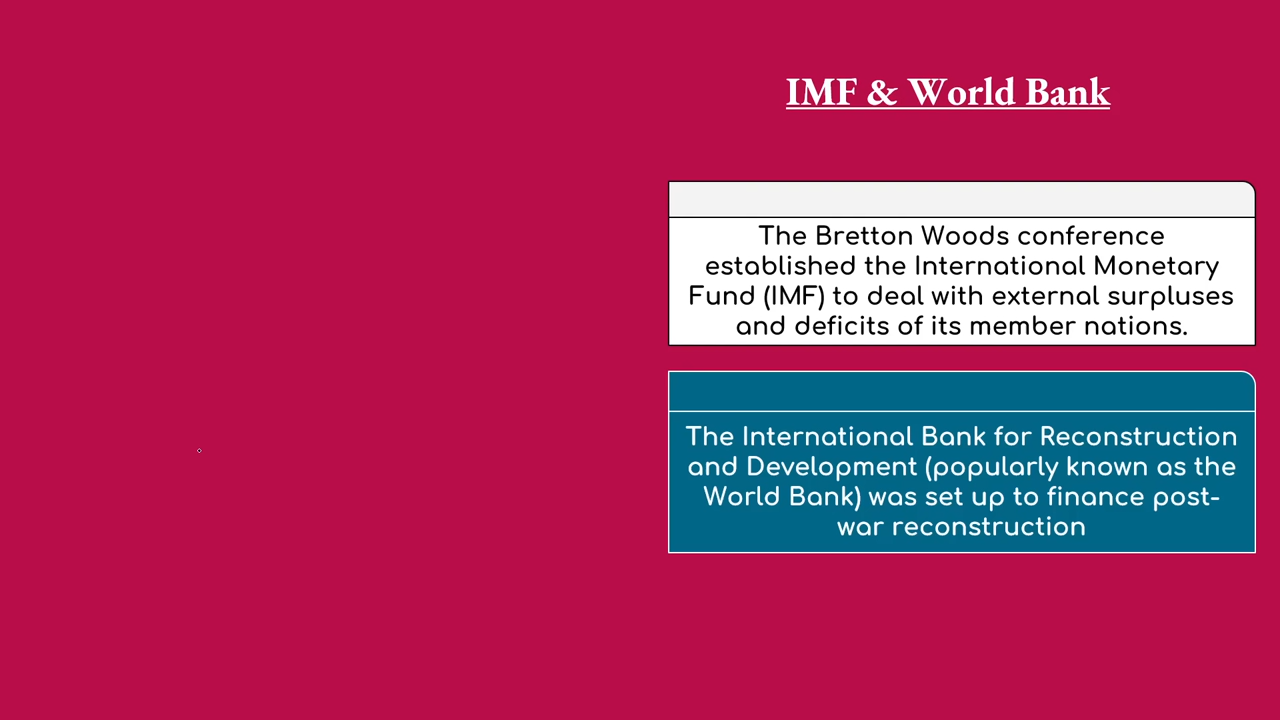 IMF & World Bank
The Bretton Woods conference
established the International Monetary
Fund (IMF) to deal with external surpluses
and deficits of its member nations.
The International Bank for Reconstruction
and Development (popularly known as the
World Bank) was set up to finance post-
war reconstruction